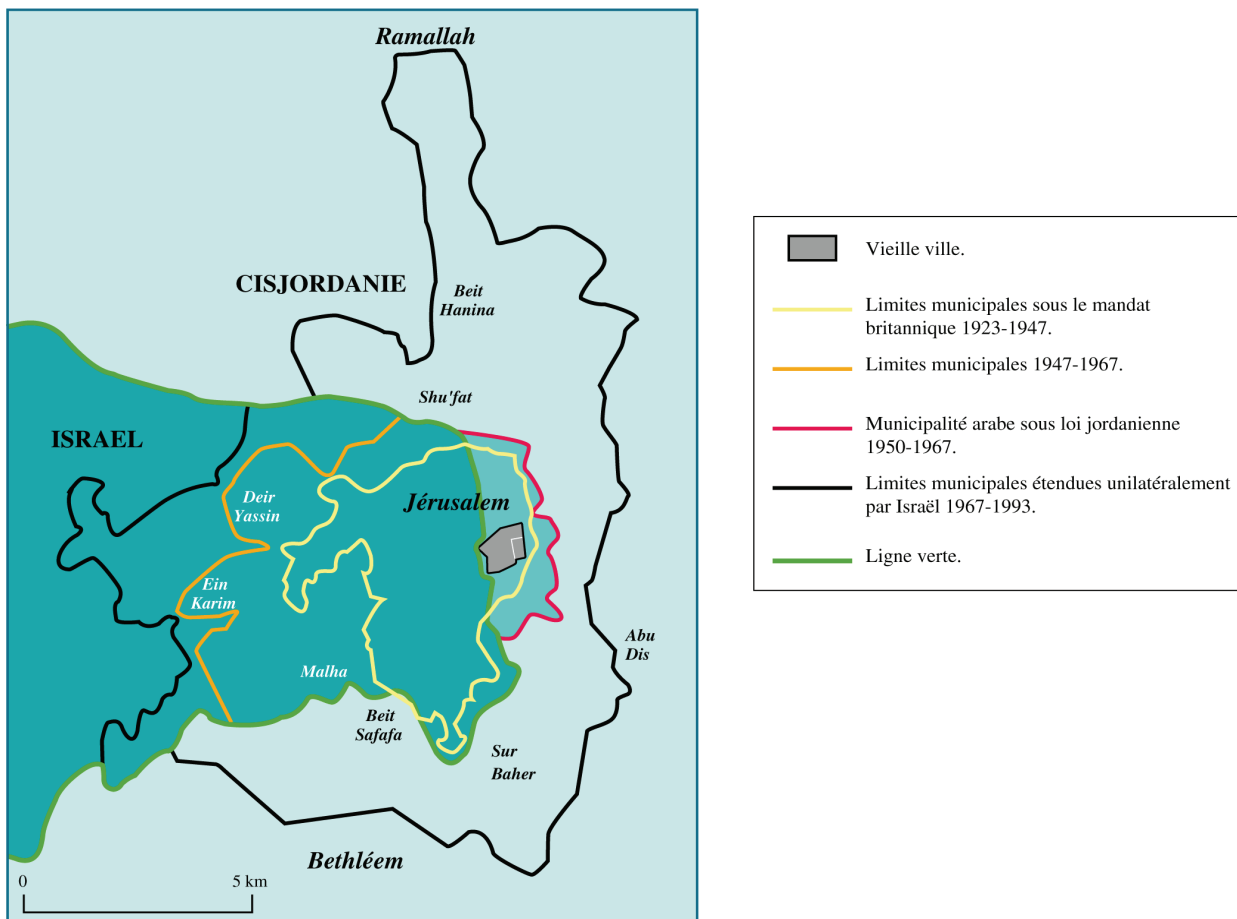 Ramallah
CISJORDANIE
Beit
Hanina
Shu'fat
ISRAEL
Deir
Yassin
Jérusalem
Ein
Karim
Abu
Dis
Malha
Beit
Safafa
Sur
Baher
Bethléem
0
5 km
Vieille ville.
Limites municipales sous le mandat
britannique 1923-1947.
Limites municipales 1947-1967.
Municipalité arabe sous loi jordanienne
1950-1967.
Limites municipales étendues unilatéralement
par Israël 1967-1993.
Ligne verte.